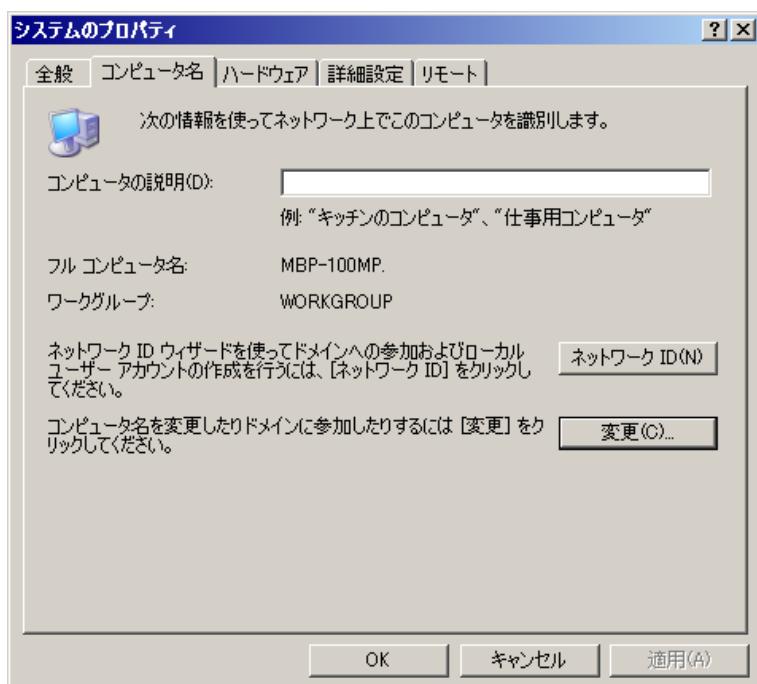 システムのプロパティ
全般 コンピュータ名 ハードウェア 詳細設定 リモート
次の情報を使ってネットワーク上でこのコンピュータを識別します。
コンピュータの説明(D):
例: "キッチンのコンピュータ"、"仕事用コンピュータ"
フル コンピュータ名: MBP-100MP.
ワークグループ: WORKGROUP
ネットワーク ID ウィザードを使ってドメインへの参加およびローカル
ユーザー アカウントの作成を行うには、[ネットワーク ID] をクリックし
てください。
ネットワーク ID(N)
コンピュータ名を変更したりドメインに参加したりするには [変更] をク
リックしてください。
変更(C)...
OK キャンセル 適用(A)